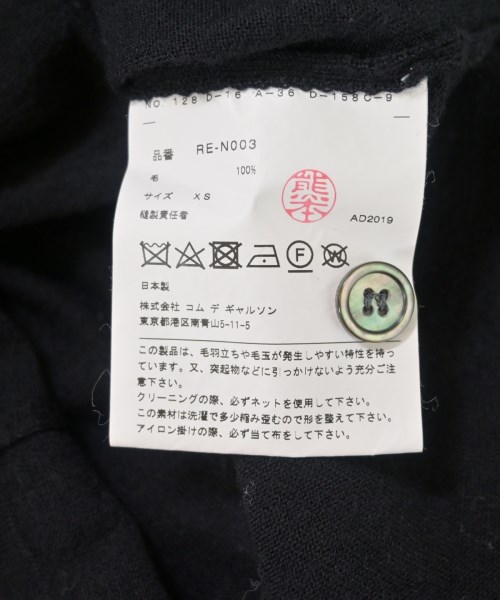 NO. 128 D-16 A-36 D-158C-9
品番 RE-N003
毛 100%
サイズ XS
縫製責任者
熊本
AD2019
F
W
日本製
株式会社 コム デ ギャルソン
東京都港区南青山5-11-5
この製品は、毛羽立ちや毛玉が発生しやすい特性を持っ
ています。又、突起物などに引っかけないよう充分ご注
意下さい。
クリーニングの際、必ずネットを使用して下さい。
この素材は洗濯で多少縮み歪むので形を整えて下さい。
アイロン掛けの際、必ず当て布をして下さい。